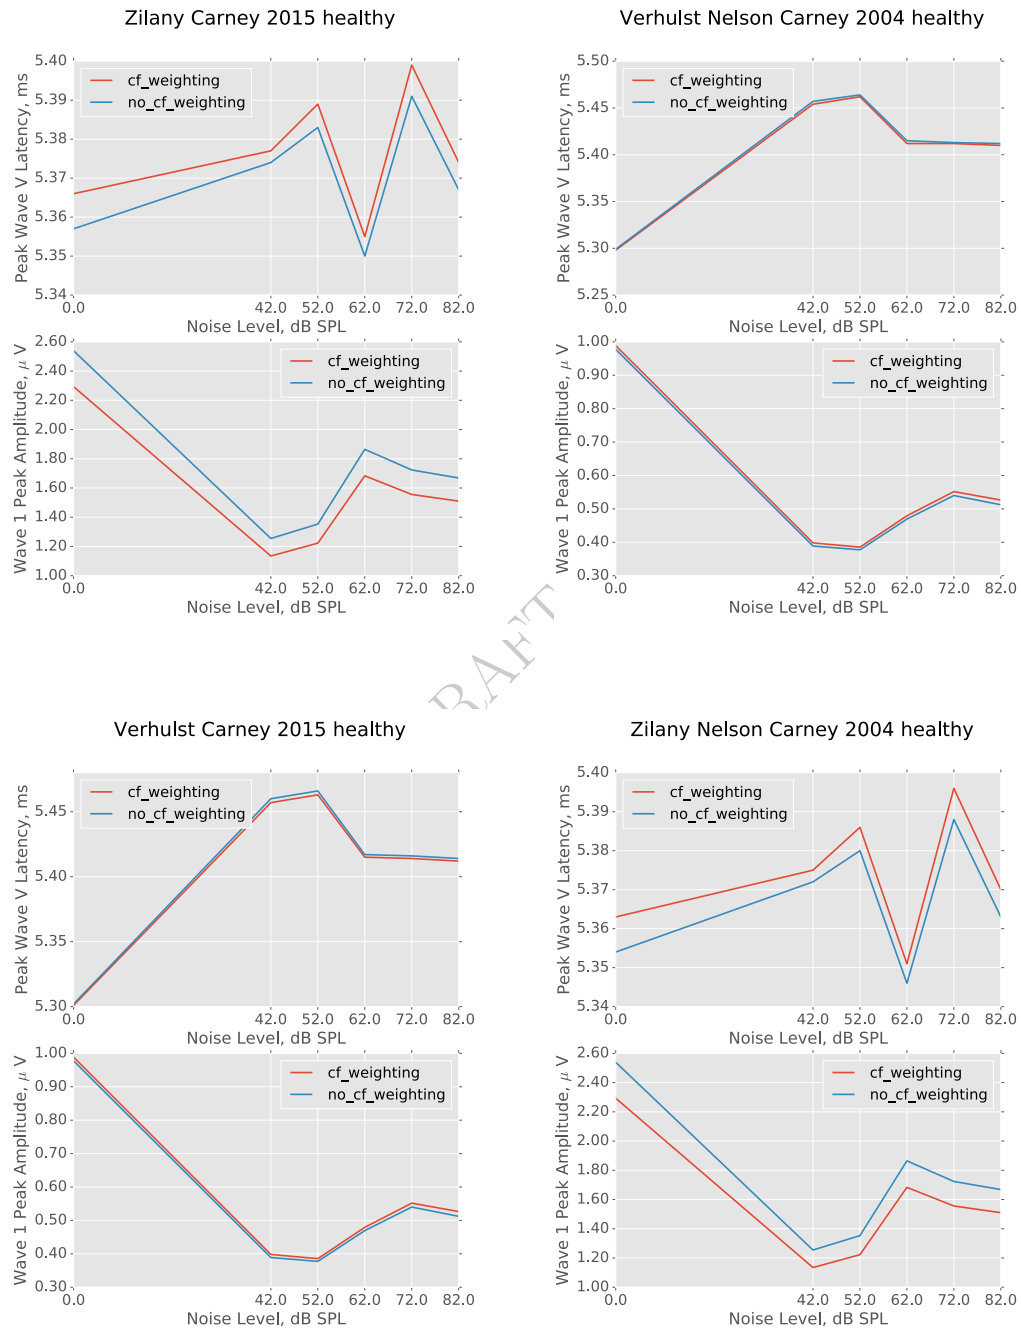 Zilany Carney 2015 healthy
5.40
5.39
5.38
5.37
5.36
5.35
5.34
Peak Wave V Latency, ms
cf_weighting
no_cf_weighting
0.0 42.0 52.0 62.0 72.0 82.0
Noise Level, dB SPL
2.60
2.40
2.20
2.00
1.80
1.60
1.40
1.20
1.00
Wave 1 Peak Amplitude, μ V
cf_weighting
no_cf_weighting
0.0 42.0 52.0 62.0 72.0 82.0
Noise Level, dB SPL
Verhulst Nelson Carney 2004 healthy
5.50
5.45
5.40
5.35
5.30
5.25
Peak Wave V Latency, ms
cf_weighting
no_cf_weighting
0.0 42.0 52.0 62.0 72.0 82.0
Noise Level, dB SPL
1.00
0.90
0.80
0.70
0.60
0.50
0.40
0.30
Wave 1 Peak Amplitude, μ V
cf_weighting
no_cf_weighting
0.0 42.0 52.0 62.0 72.0 82.0
Noise Level, dB SPL
RAFT
Verhulst Carney 2015 healthy
5.45
5.40
5.35
5.30
Peak Wave V Latency, ms
cf_weighting
no_cf_weighting
0.0 42.0 52.0 62.0 72.0 82.0
Noise Level, dB SPL
1.00
0.90
0.80
0.70
0.60
0.50
0.40
0.30
Wave 1 Peak Amplitude, μ V
cf_weighting
no_cf_weighting
0.0 42.0 52.0 62.0 72.0 82.0
Noise Level, dB SPL
Zilany Nelson Carney 2004 healthy
5.40
5.39
5.38
5.37
5.36
5.35
5.34
Peak Wave V Latency, ms
cf_weighting
no_cf_weighting
0.0 42.0 52.0 62.0 72.0 82.0
Noise Level, dB SPL
2.60
2.40
2.20
2.00
1.80
1.60
1.40
1.20
1.00
Wave 1 Peak Amplitude, μ V
cf_weighting
no_cf_weighting
0.0 42.0 52.0 62.0 72.0 82.0
Noise Level, dB SPL